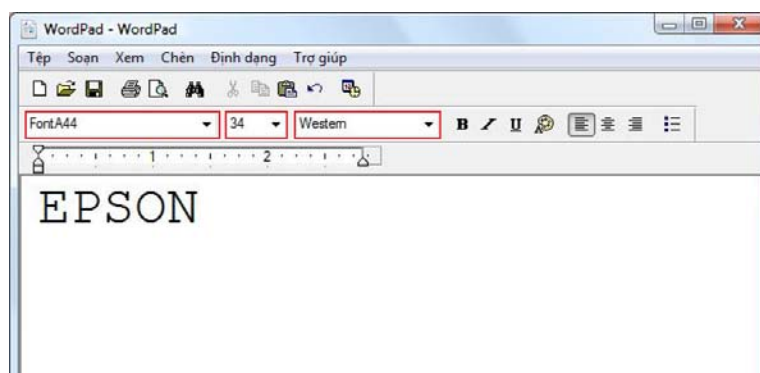 WordPad - WordPad
Tệp Soạn Xem Chèn Định dạng Trợ giúp
FontA44 34 Western B / U
1 2
EPSON